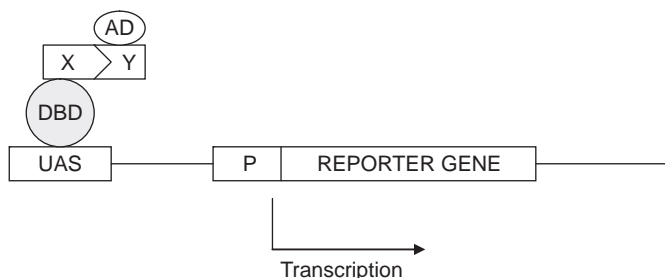 AD
X Y
DBD
UAS P REPORTER GENE
Transcription